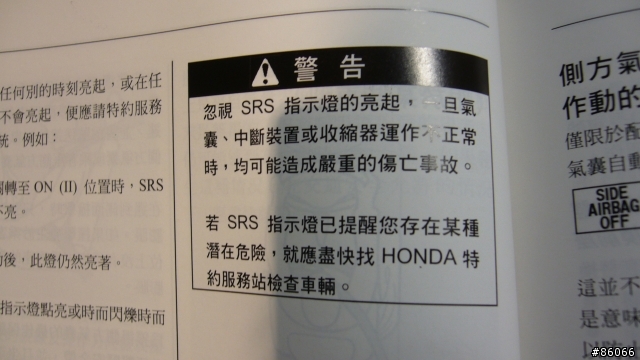 任何別的時刻亮起，或在任
不會亮起，便應請特約服務
統。例如：
轉至 ON (II) 位置時，SRS
不亮。
後，此燈仍然亮著。
指示燈點亮或時而閃爍時而
警告
忽視 SRS 指示燈的亮起，一旦氣
囊、中斷裝置或收縮器運作不正常
時，均可能造成嚴重的傷亡事故。
若 SRS 指示燈已提醒您存在某種
潛在危險，就應盡快找 HONDA 特
約服務站檢查車輛。
側方氣
作動的
僅限於配
氣囊自動
SIDE
AIRBAG
OFF
這並不
是意味
#86066